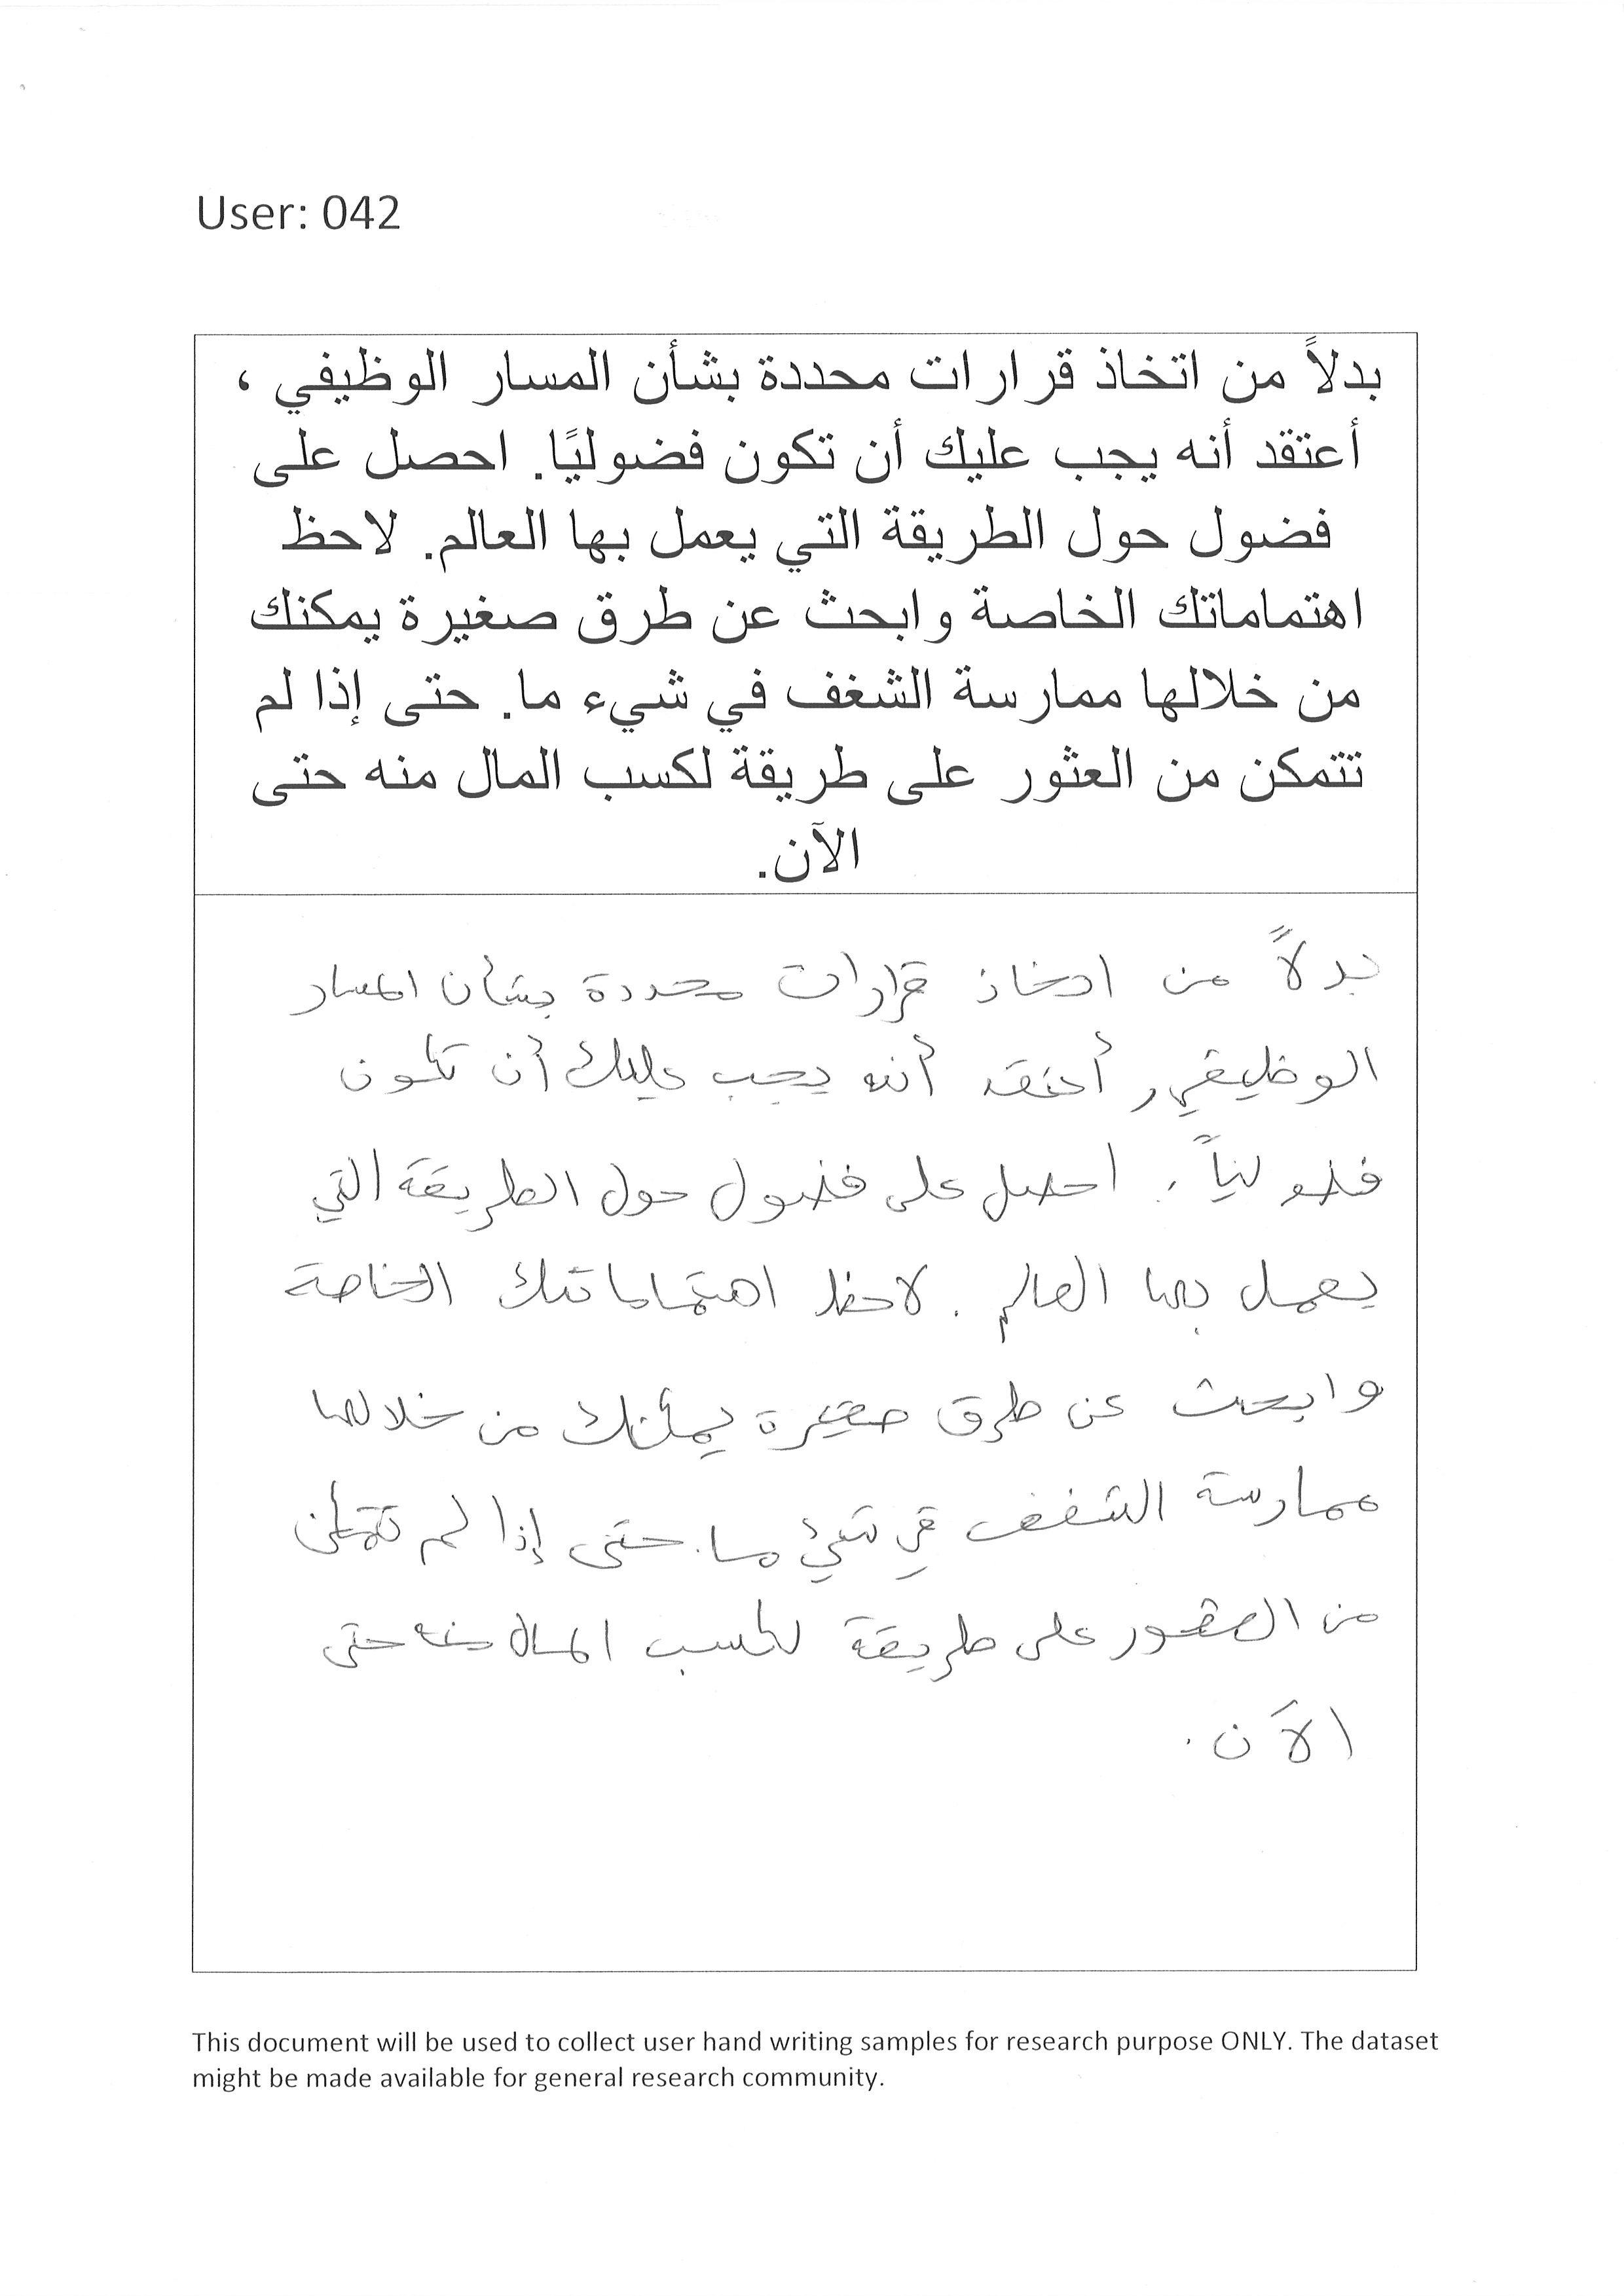 User: 042
بدلاً من اتخاذ قرارات محددة بشأن المسار الوظيفي ،
أعتقد أنه يجب عليك أن تكون فضوليًا. احصل على
فضول حول الطريقة التي يعمل بها العالم. لاحظ
اهتماماتك الخاصة وابحث عن طرق صغيرة يمكنك
من خلالها ممارسة الشغف في شيء ما. حتى إذا لم
تتمكن من العثور على طريقة لكسب المال منه حتى
الآن.
بدلاً من اتخاذ قرارات محددة بشأن المسار
الوظيفي, أعتقد أنه يجب عليك أن تكون
فضولياً. احصل على فضول حول الطريقة التي
يعمل بها العالم. لاحظ اهتماماتك الخاصة
وابحث عن طرق صغيرة يمكنك من خلالها
ممارسة الشغف في شيء ما. حتى إذا لم تتمكن
من العثور على طريقة لكسب المال منه حتى
الآن.
This document will be used to collect user hand writing samples for research purpose ONLY. The dataset
might be made available for general research community.